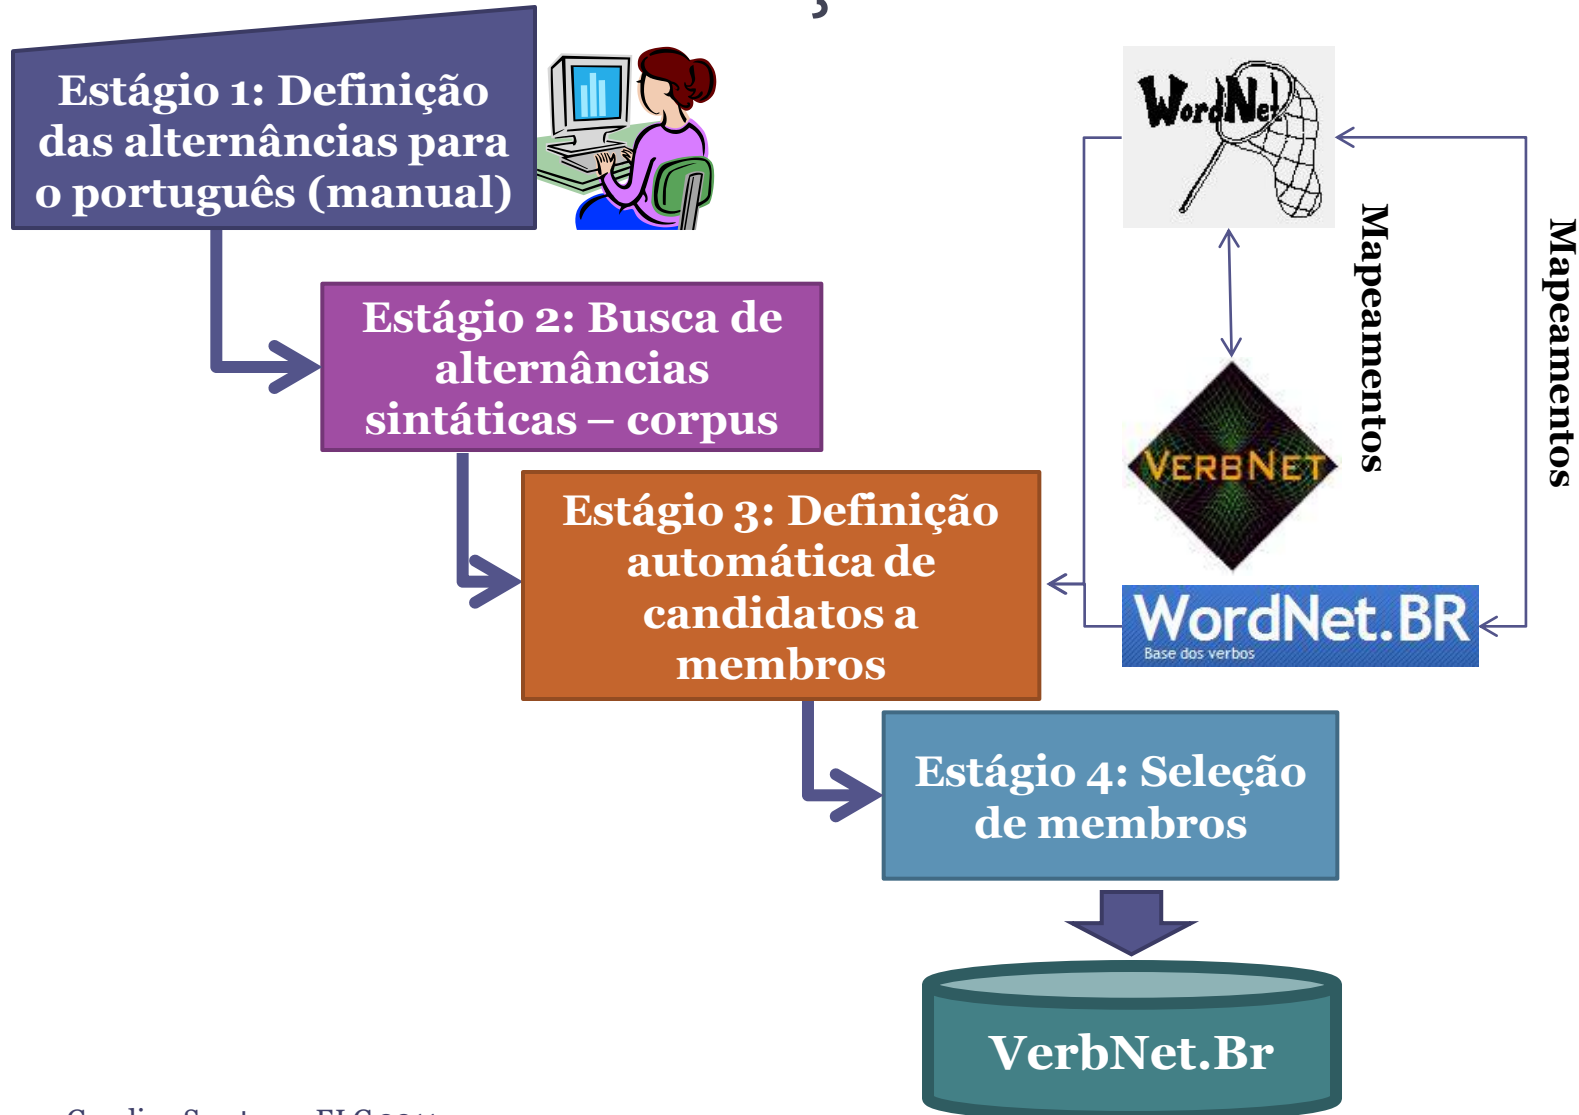 Estágio 1: Definição
das alternâncias para
o português (manual)
Estágio 2: Busca de
alternâncias
sintáticas – corpus
Estágio 3: Definição
automática de
candidatos a
membros
Estágio 4: Seleção
de membros
VerbNet.Br
WordNet
Mapeamentos
Mapeamentos
VERBNET
WordNet.BR
Base dos verbos